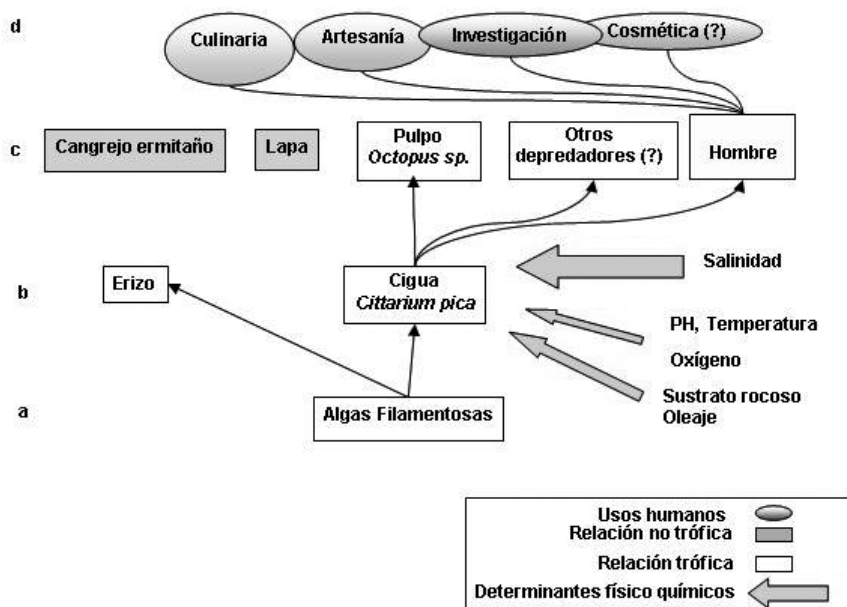 d
Culinaria
Artesanía
Investigación
Cosmética (?)
c
Cangrejo ermitaño
Lapa
Pulpo
Octopus sp.
Otros
depredadores (?)
Hombre
b
Erizo
Cigua
Cittarium pica
Salinidad
PH, Temperatura
Oxígeno
Sustrato rocoso
Oleaje
a
Algas Filamentosas
Usos humanos
Relación no trófica
Relación trófica
Determinantes físico químicos